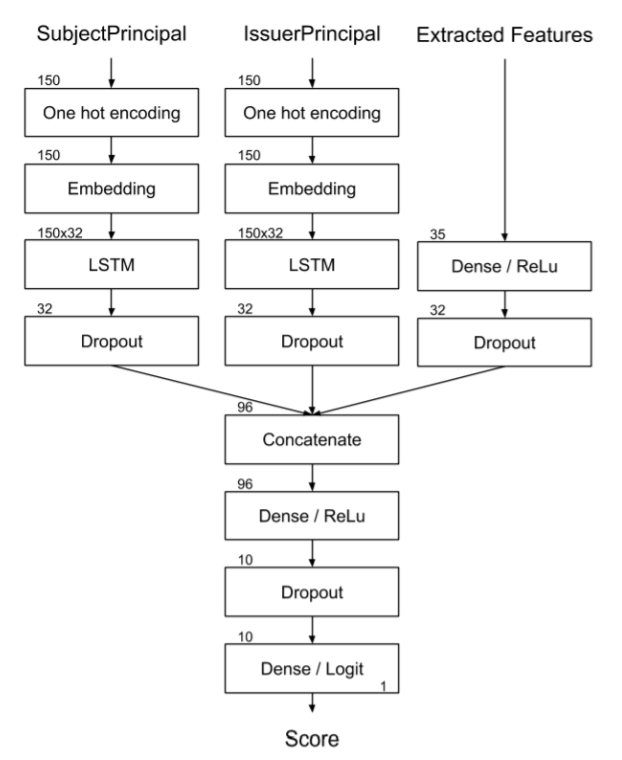 SubjectPrincipal IssuerPrincipal Extracted Features
150 150
One hot encoding One hot encoding
150 150
Embedding Embedding
150x32 150x32 35
LSTM LSTM Dense / ReLu
32 32 32
Dropout Dropout Dropout
96
Concatenate
96
Dense / ReLu
10
Dropout
10
Dense / Logit
1
Score